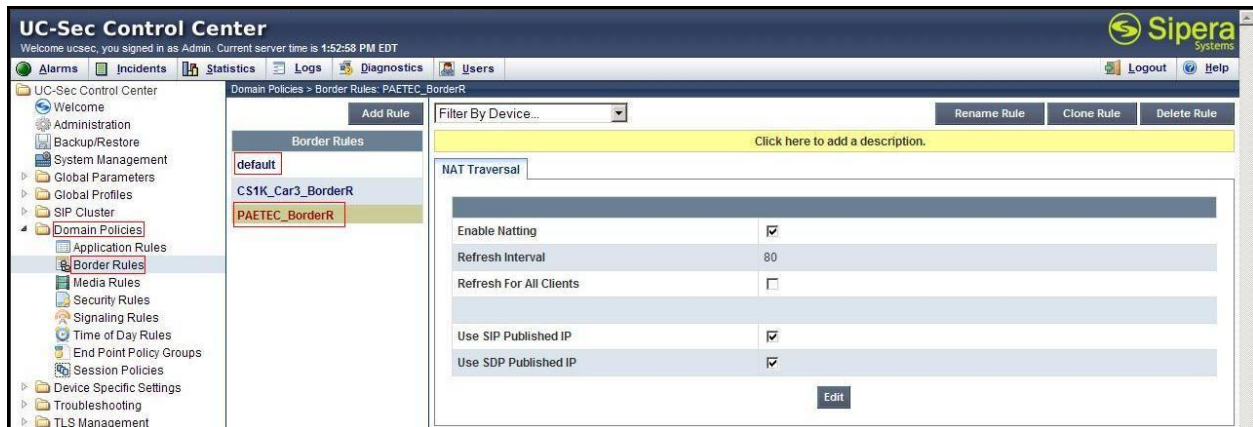 UC-Sec Control Center
Welcome ucsec, you signed in as Admin. Current server time is 1:52:58 PM EDT
Sipera
Systems
Alarms Incidents Statistics Logs Diagnostics Users Logout Help
UC-Sec Control Center
Welcome
Administration
Backup/Restore
System Management
Global Parameters
Global Profiles
SIP Cluster
Domain Policies
Application Rules
Border Rules
Media Rules
Security Rules
Signaling Rules
Time of Day Rules
End Point Policy Groups
Session Policies
Device Specific Settings
Troubleshooting
TLS Management
Domain Policies > Border Rules: PAETEC_BorderR
Add Rule
Border Rules
default
CS1K_Car3_BorderR
PAETEC_BorderR
Filter By Device...
Rename Rule Clone Rule Delete Rule
Click here to add a description.
NAT Traversal
Enable Natting
Refresh Interval 80
Refresh For All Clients
Use SIP Published IP
Use SDP Published IP
Edit